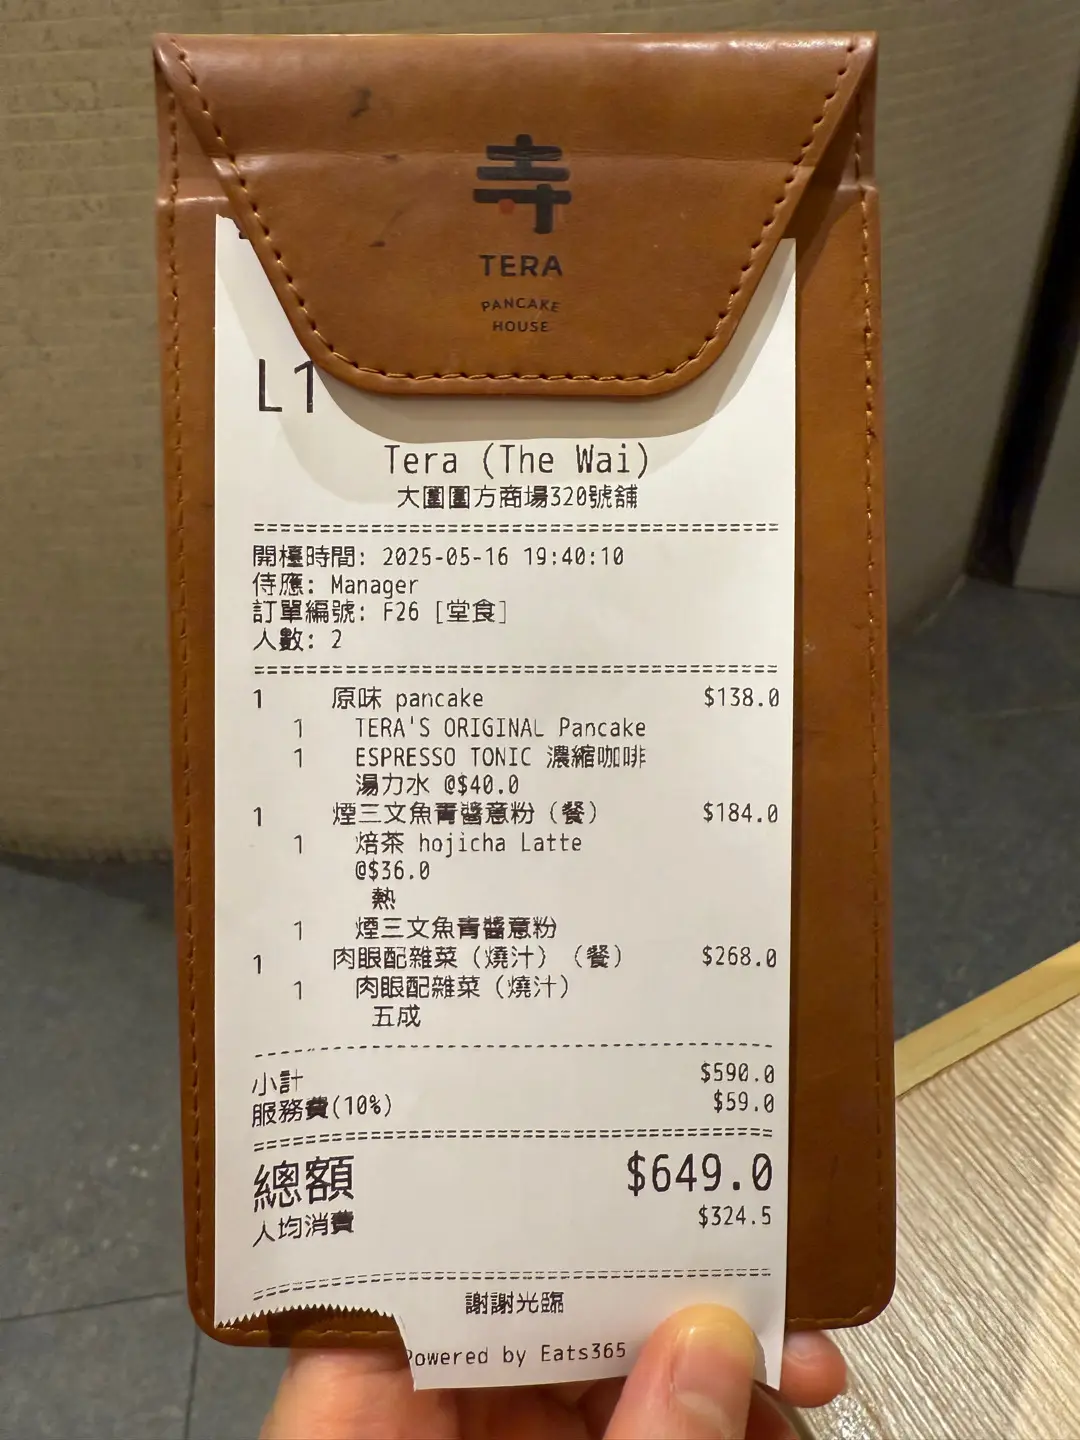 寺
TERA
PANCAKE
HOUSE
L1
Tera (The Wai)
大圍圍方商場320號舖
開檯時間: 2025-05-16 19:40:10
侍應: Manager
訂單編號: F26 [堂食]
人數: 2
1 原味 pancake $138.0
1 TERA'S ORIGINAL Pancake
1 ESPRESSO TONIC 濃縮咖啡
湯力水 @$40.0
1 煙三文魚青醬意粉（餐） $184.0
1 焙茶 hojicha Latte
@$36.0
熱
1 煙三文魚青醬意粉
1 肉眼配雜菜（燒汁）（餐） $268.0
1 肉眼配雜菜（燒汁）
五成
小計 $590.0
服務費(10%) $59.0
總額 $649.0
人均消費 $324.5
謝謝光臨
Powered by Eats365